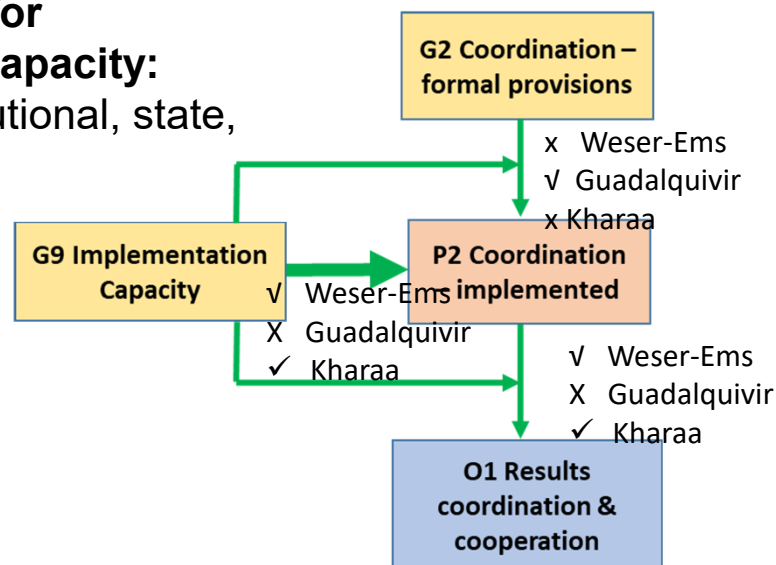 or
apacity:
utional, state,
G2 Coordination –
formal provisions
x Weser-Ems
√ Guadalquivir
x Kharaa
G9 Implementation
Capacity
P2 Coordination
– implemented
√ Weser-Ems
X Guadalquivir
✓ Kharaa
√ Weser-Ems
X Guadalquivir
✓ Kharaa
O1 Results
coordination &
cooperation